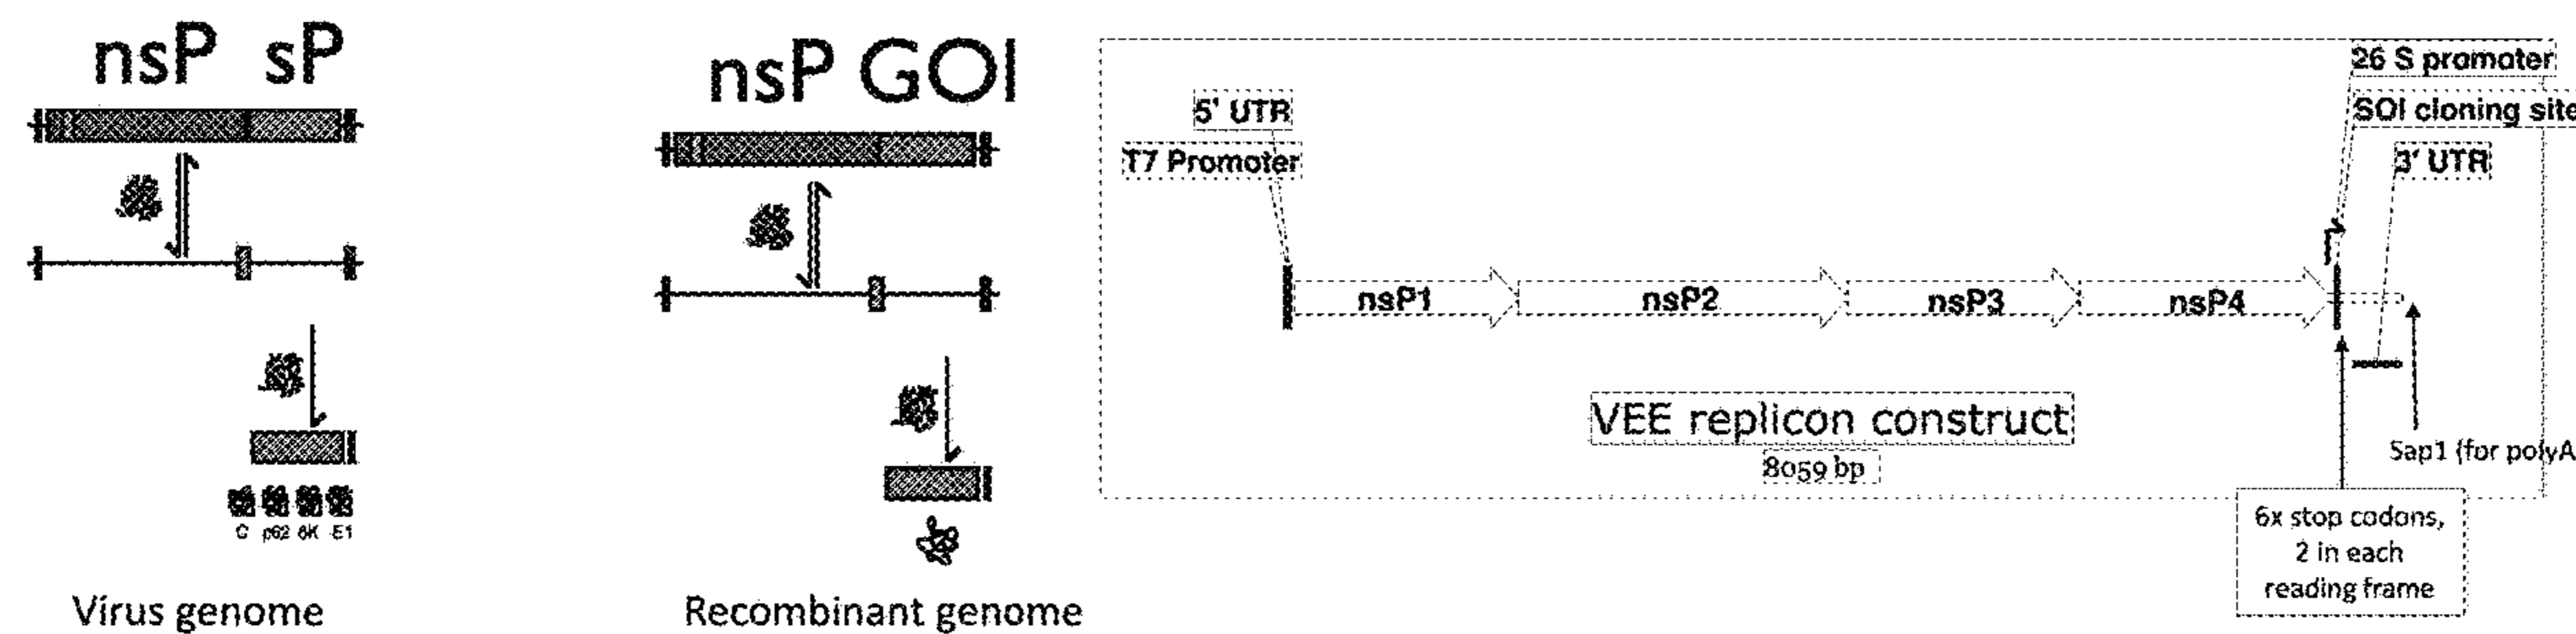 nsP sP
C p62 6K E1
Vírus genome
nsP GOI
Recombinant genome
26 S promoter
SOI cloning site
5' UTR
T7 Promoter
3' UTR
nsP1 nsP2 nsP3 nsP4
VEE replicon construct
8059 bp
Sap1 (for polyA
6x stop codons,
2 in each
reading frame